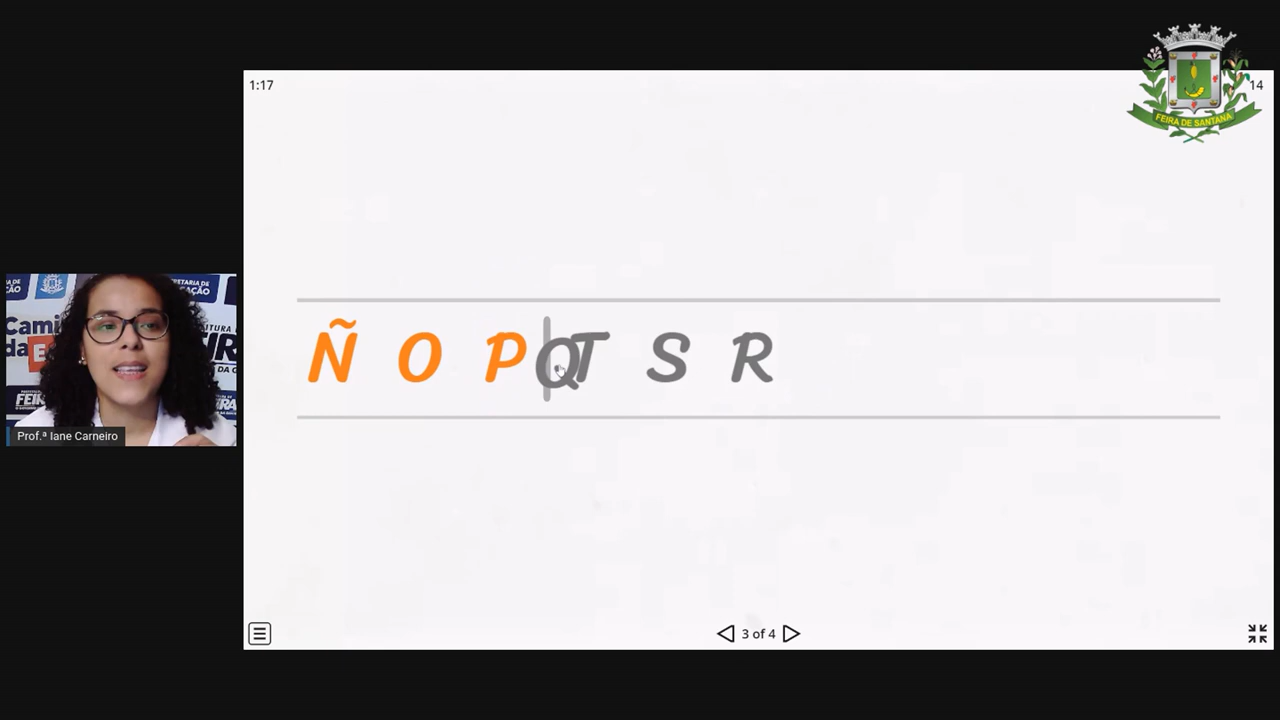 1:17
14
FEIRA DE SANTANA
Ñ O P Q T S R
Prof.ª Iane Carneiro
3 of 4